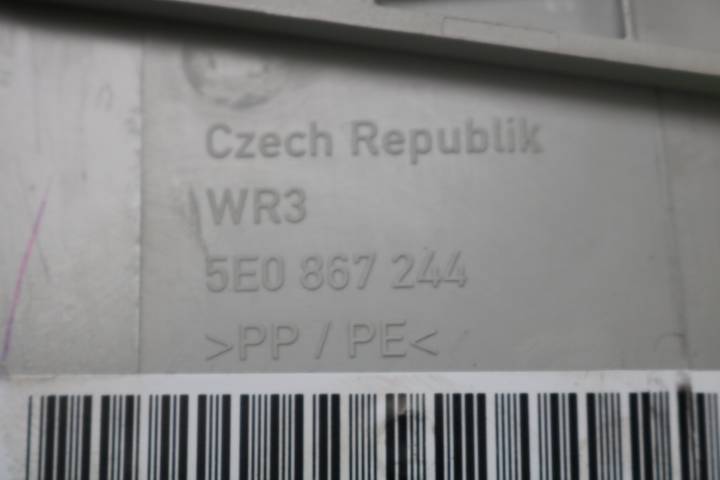 Czech Republik
WR3
5E0 867 244
>PP / PE<